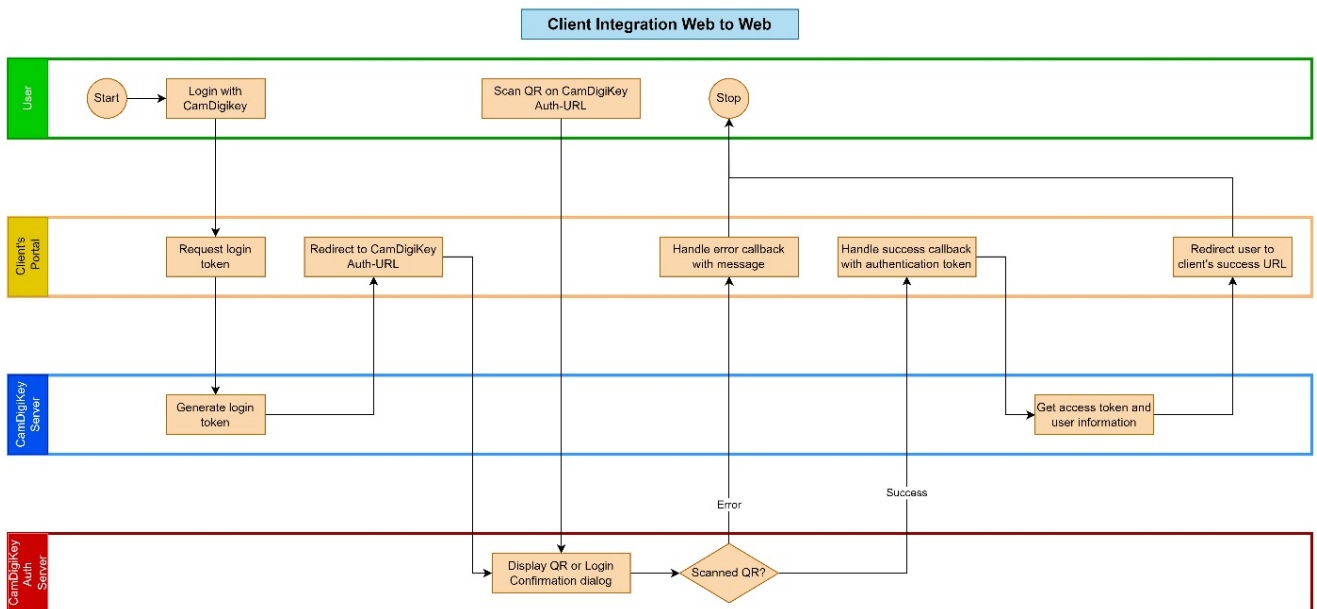 Client Integration Web to Web
User
Start
Login with
CamDigikey
Scan QR on CamDigiKey
Auth-URL
Stop
Client's
Portal
Request login
token
Redirect to CamDigiKey
Auth-URL
Handle error callback
with message
Handle success callback
with authentication token
Redirect user to
client's success URL
CamDigiKey
Server
Generate login
token
Get access token and
user information
Error
Success
CamDigiKey
Auth
Server
Display QR or Login
Confirmation dialog
Scanned QR?